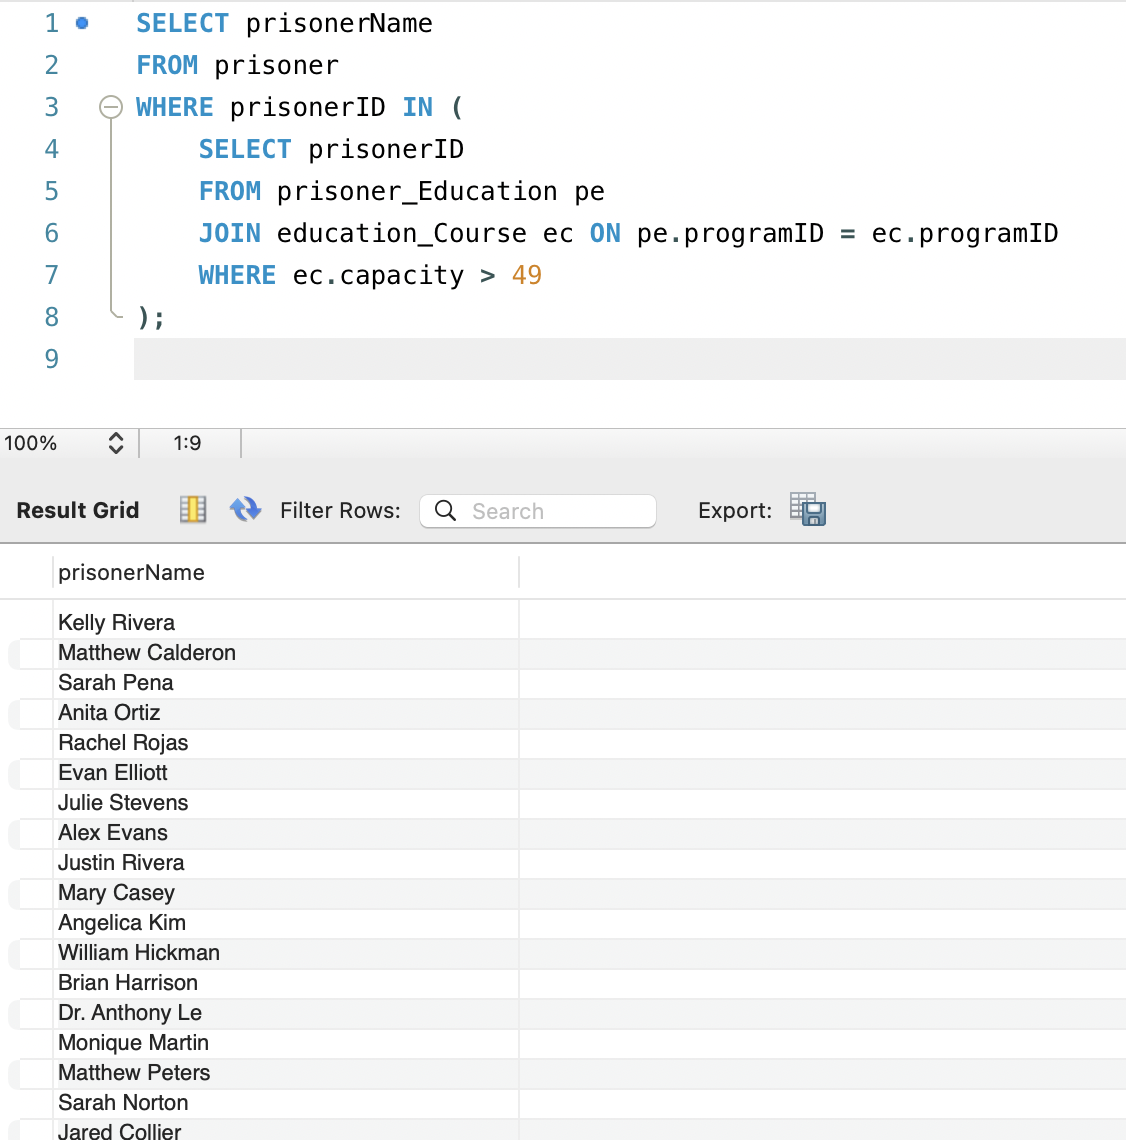 1 SELECT prisonerName
2 FROM prisoner
3 WHERE prisonerID IN (
4 SELECT prisonerID
5 FROM prisoner_Education pe
6 JOIN education_Course ec ON pe.programID = ec.programID
7 WHERE ec.capacity > 49
8 );
9
100% 1:9
Result Grid Filter Rows: Search Export:
prisonerName
Kelly Rivera
Matthew Calderon
Sarah Pena
Anita Ortiz
Rachel Rojas
Evan Elliott
Julie Stevens
Alex Evans
Justin Rivera
Mary Casey
Angelica Kim
William Hickman
Brian Harrison
Dr. Anthony Le
Monique Martin
Matthew Peters
Sarah Norton
Jared Collier